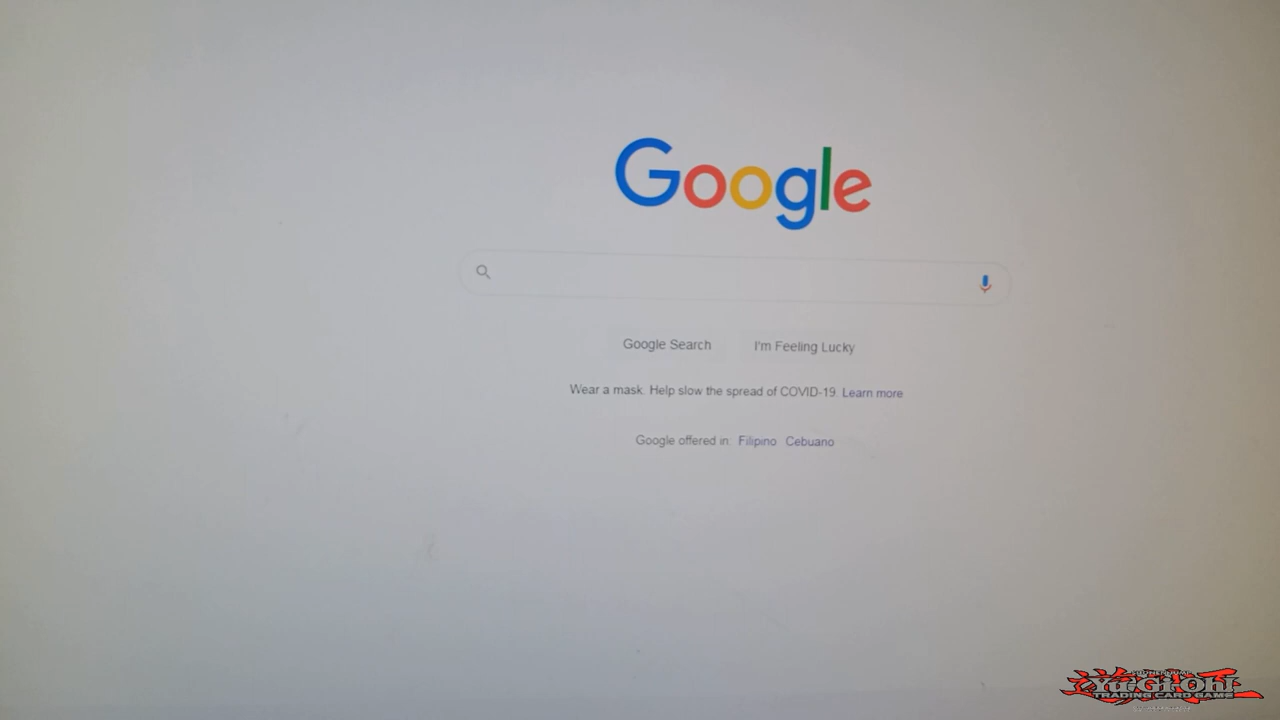 Google
Google Search I'm Feeling Lucky
Wear a mask. Help slow the spread of COVID-19. Learn more
Google offered in: Filipino Cebuano
Yu-Gi-Oh!
TRADING CARD GAME